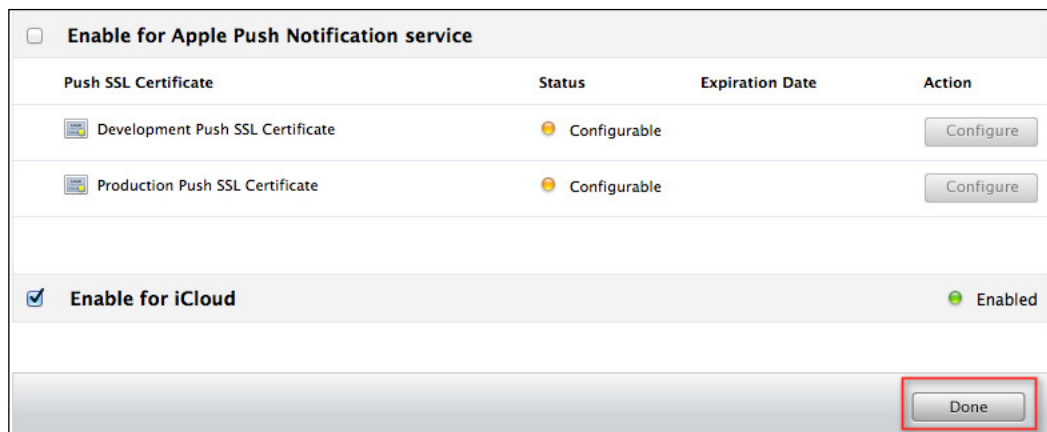 Enable for Apple Push Notification service
Push SSL Certificate Status Expiration Date Action
Development Push SSL Certificate Configurable Configure
Production Push SSL Certificate Configurable Configure
Enable for iCloud Enabled
Done